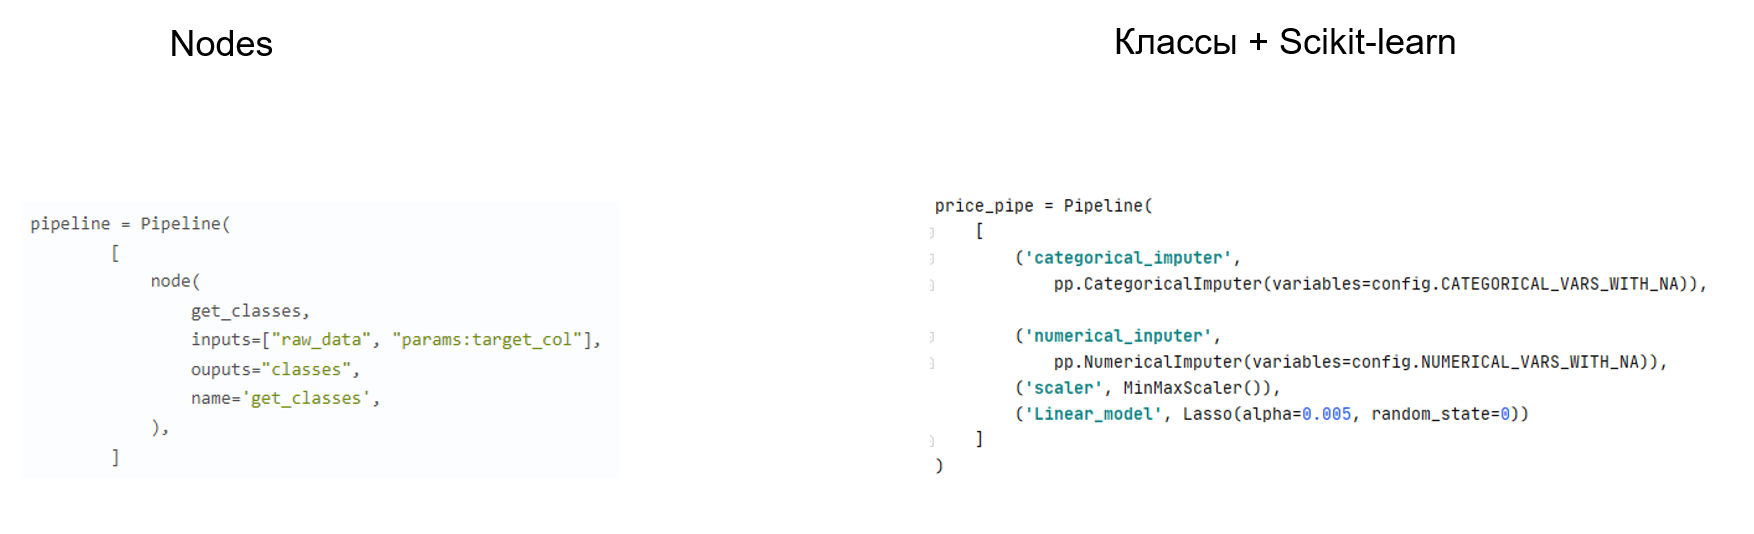 Nodes
pipeline = Pipeline(
[
node(
get_classes,
inputs=["raw_data", "params:target_col"],
ouputs="classes",
name='get_classes',
),
]
Классы + Scikit-learn
price_pipe = Pipeline(
[
('categorical_imputer',
pp.CategoricalImputer(variables=config.CATEGORICAL_VARS_WITH_NA)),
('numerical_inputer',
pp.NumericalImputer(variables=config.NUMERICAL_VARS_WITH_NA)),
('scaler', MinMaxScaler()),
('Linear_model', Lasso(alpha=0.005, random_state=0))
]
)